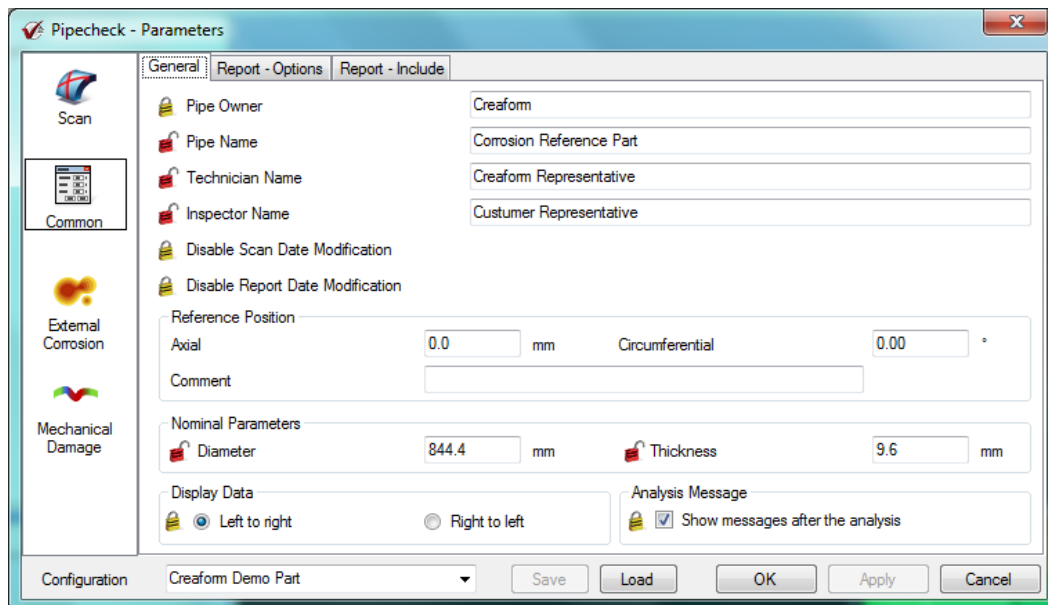 Pipecheck - Parameters
General Report - Options Report - Include
Scan
Common
External
Corrosion
Mechanical
Damage
Pipe Owner Creaform
Pipe Name Corrosion Reference Part
Technician Name Creaform Representative
Inspector Name Custumer Representative
Disable Scan Date Modification
Disable Report Date Modification
Reference Position
Axial 0.0 mm Circumferential 0.00 °
Comment
Nominal Parameters
Diameter 844.4 mm Thickness 9.6 mm
Display Data Analysis Message
Left to right Right to left Show messages after the analysis
Configuration Creaform Demo Part Save Load OK Apply Cancel